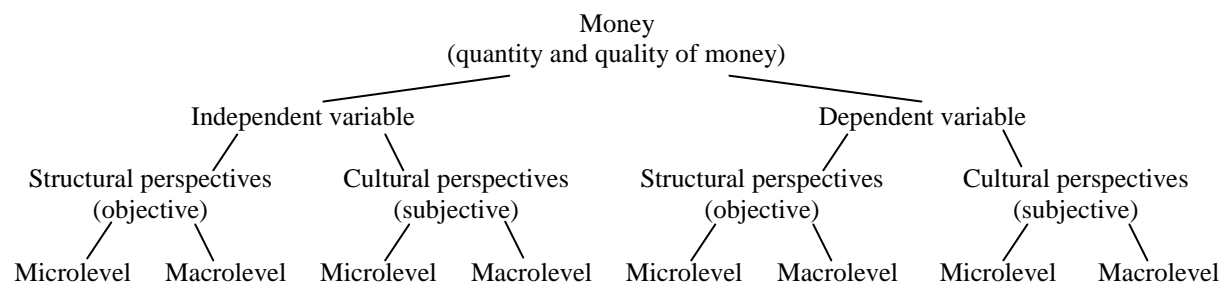 Money
(quantity and quality of money)
Independent variable Dependent variable
Structural perspectives Cultural perspectives Structural perspectives Cultural perspectives
(objective) (subjective) (objective) (subjective)
Microlevel Macrolevel Microlevel Macrolevel Microlevel Macrolevel Microlevel Macrolevel